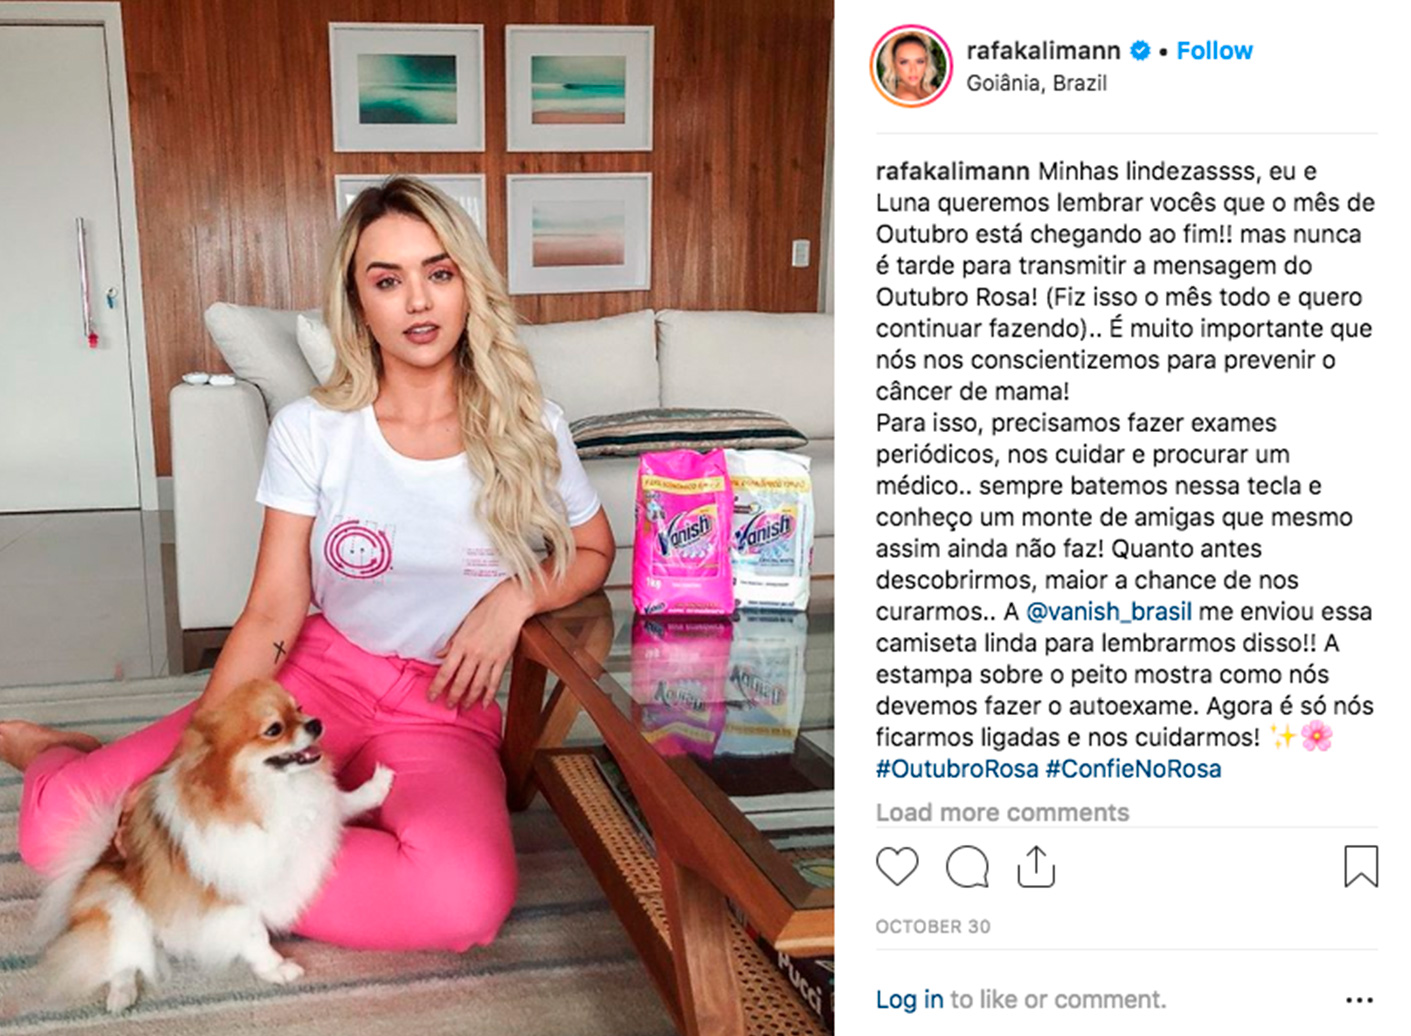 rafakalimann • Follow
Goiânia, Brazil
rafakalimann Minhas lindezassss, eu e
Luna queremos lembrar vocês que o mês de
Outubro está chegando ao fim!! mas nunca
é tarde para transmitir a mensagem do
Outubro Rosa! (Fiz isso o mês todo e quero
continuar fazendo).. É muito importante que
nós nos conscientizemos para prevenir o
câncer de mama!
Para isso, precisamos fazer exames
periódicos, nos cuidar e procurar um
médico.. sempre batemos nessa tecla e
conheço um monte de amigas que mesmo
assim ainda não faz! Quanto antes
descobrirmos, maior a chance de nos
curarmos.. A @vanish_brasil me enviou essa
camiseta linda para lembrarmos disso!! A
estampa sobre o peito mostra como nós
devemos fazer o autoexame. Agora é só nós
ficarmos ligadas e nos cuidarmos! ✨🌸
#OutubroRosa #ConfieNoRosa
Load more comments
OCTOBER 30
Log in to like or comment.
Vanish
1kg
Vanish
Pucci